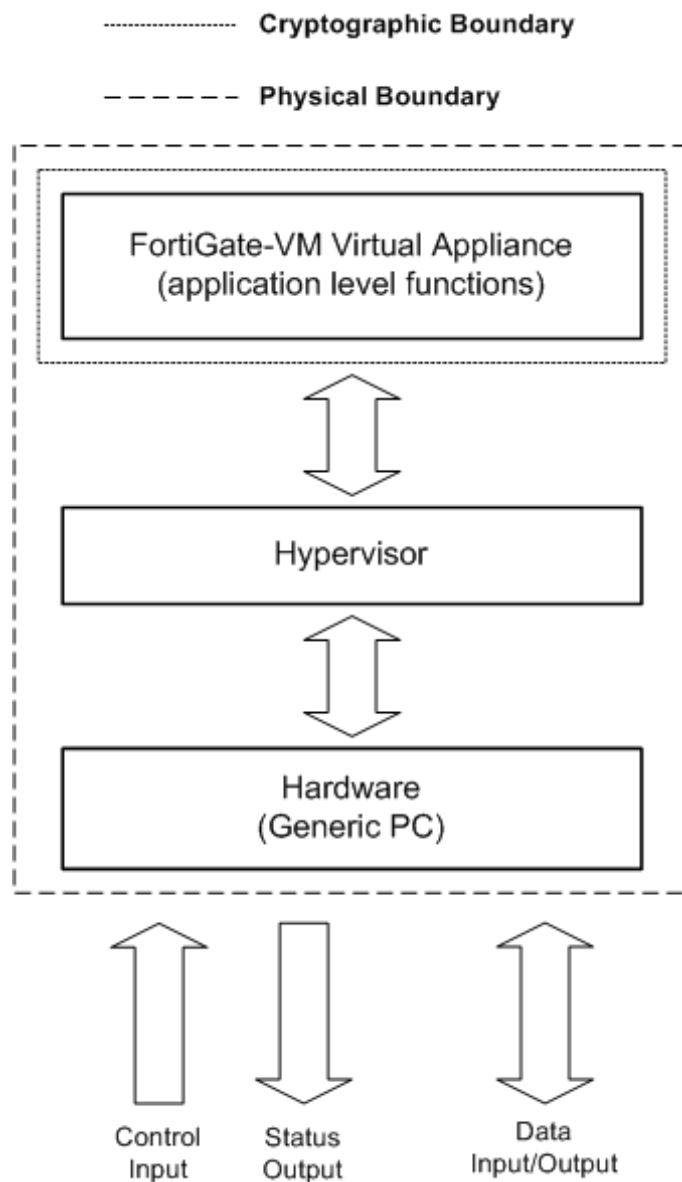 Cryptographic Boundary
Physical Boundary
FortiGate-VM Virtual Appliance
(application level functions)
Hypervisor
Hardware
(Generic PC)
Control
Input
Status
Output
Data
Input/Output